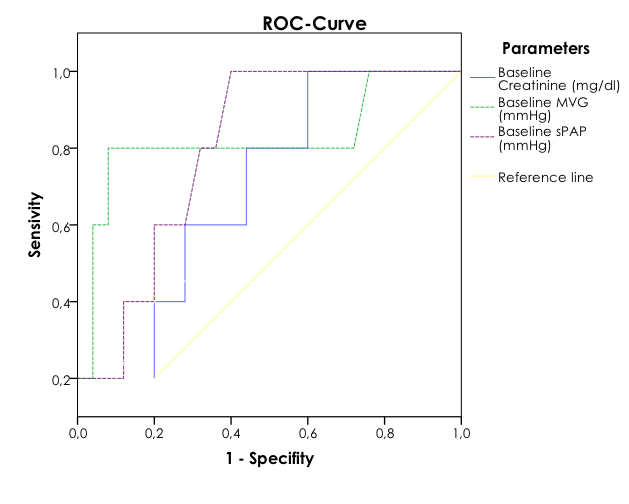 ROC-Curve
Parameters
Baseline
Creatinine (mg/dl)
Baseline MVG
(mmHg)
Baseline sPAP
(mmHg)
Reference line
Sensivity
1,0
0,8
0,6
0,4
0,2
0,0 0,2 0,4 0,6 0,8 1,0
1 - Specifity